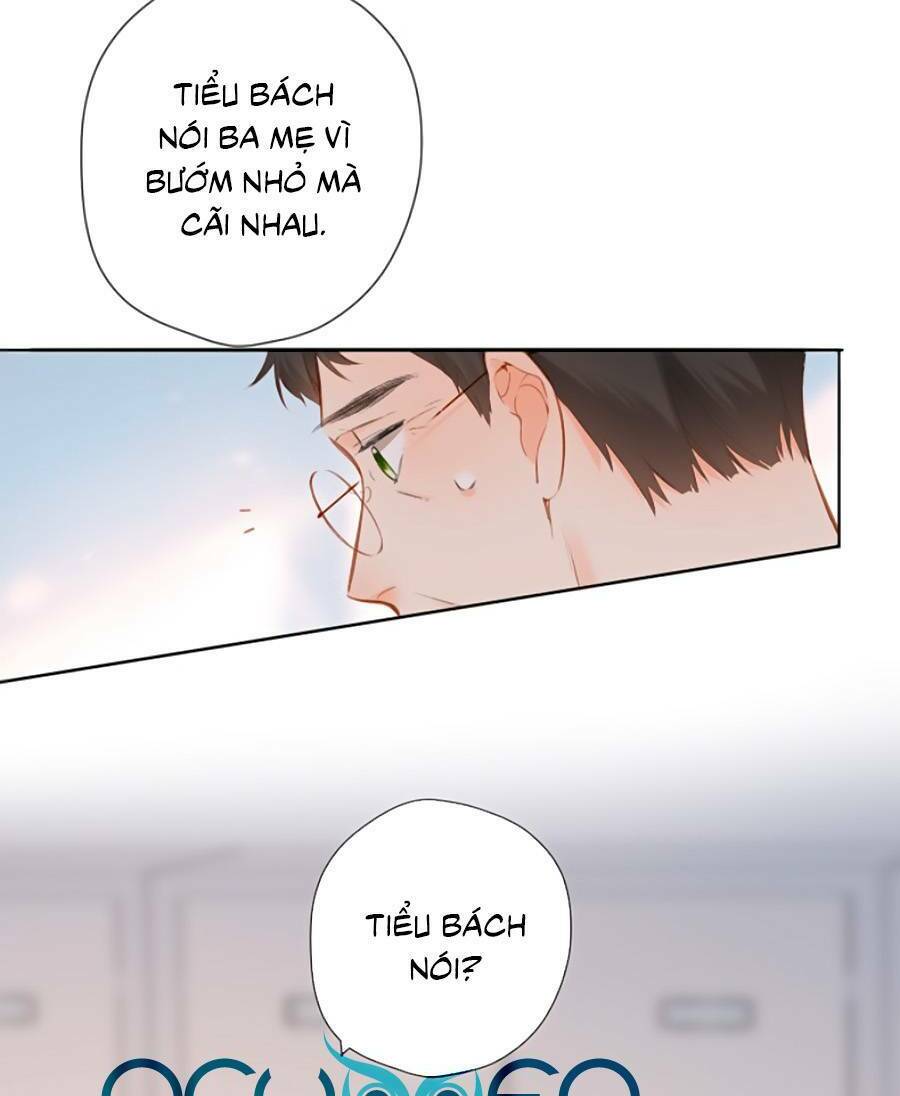 TIỂU BÁCH
NÓI BA MẸ VÌ
BƯỚM NHỎ MÀ
CÃI NHAU.
TIỂU BÁCH
NÓI?